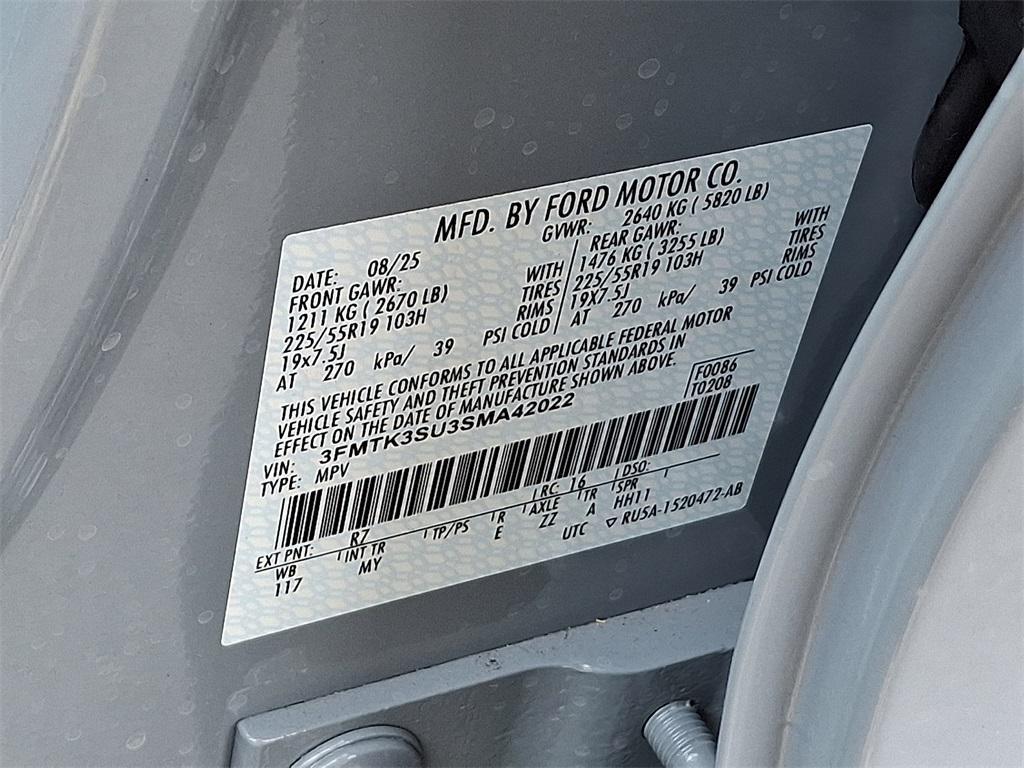 MFD. BY FORD MOTOR CO.
DATE: 08/25 GVWR: 2640 KG ( 5820 LB)
FRONT GAWR: REAR GAWR:
1211 KG ( 2670 LB) WITH 1476 KG ( 3255 LB) WITH
225/55R19 103H TIRES 225/55R19 103H TIRES
19x7.5J RIMS 19X7.5J RIMS
AT 270 kPa/ 39 PSI COLD AT 270 kPa/ 39 PSI COLD
THIS VEHICLE CONFORMS TO ALL APPLICABLE FEDERAL MOTOR
VEHICLE SAFETY AND THEFT PREVENTION STANDARDS IN
EFFECT ON THE DATE OF MANUFACTURE SHOWN ABOVE.
VIN: 3FMTK3SU3SMA42022 F0086
TYPE: MPV T0208
EXT PNT: RZ RC: 16 DSO:
WB INT TR TP/PS R AXLE TR SPR
117 MY E ZZ A HH11
UTC ▽ RU5A-1520472-AB